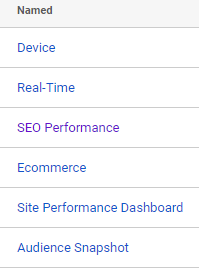 Named
Device
Real-Time
SEO Performance
Ecommerce
Site Performance Dashboard
Audience Snapshot